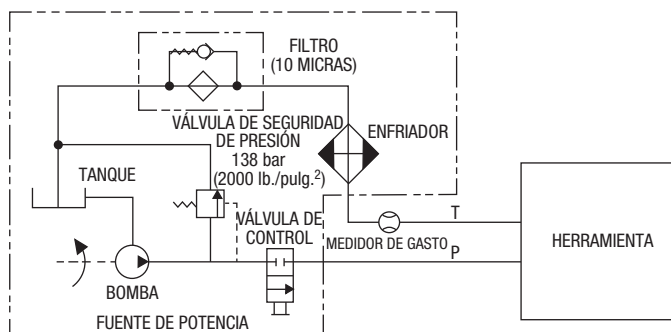 FILTRO
(10 MICRAS)
VÁLVULA DE SEGURIDAD
DE PRESIÓN
138 bar
(2000 lb./pulg.²)
ENFRIADOR
TANQUE
VÁLVULA DE
CONTROL
MEDIDOR DE GASTO
T
P
HERRAMIENTA
BOMBA
FUENTE DE POTENCIA